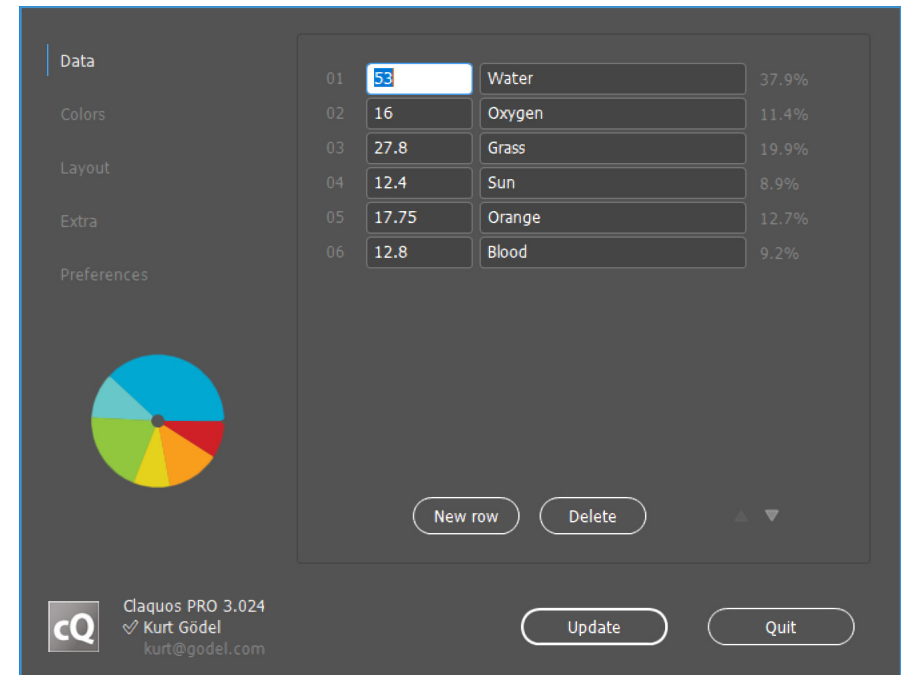 Data
Colors
Layout
Extra
Preferences
01 53 Water 37.9%
02 16 Oxygen 11.4%
03 27.8 Grass 19.9%
04 12.4 Sun 8.9%
05 17.75 Orange 12.7%
06 12.8 Blood 9.2%
New row Delete
cQ
Claquos PRO 3.024
Kurt Gödel
kurt@godel.com
Update Quit